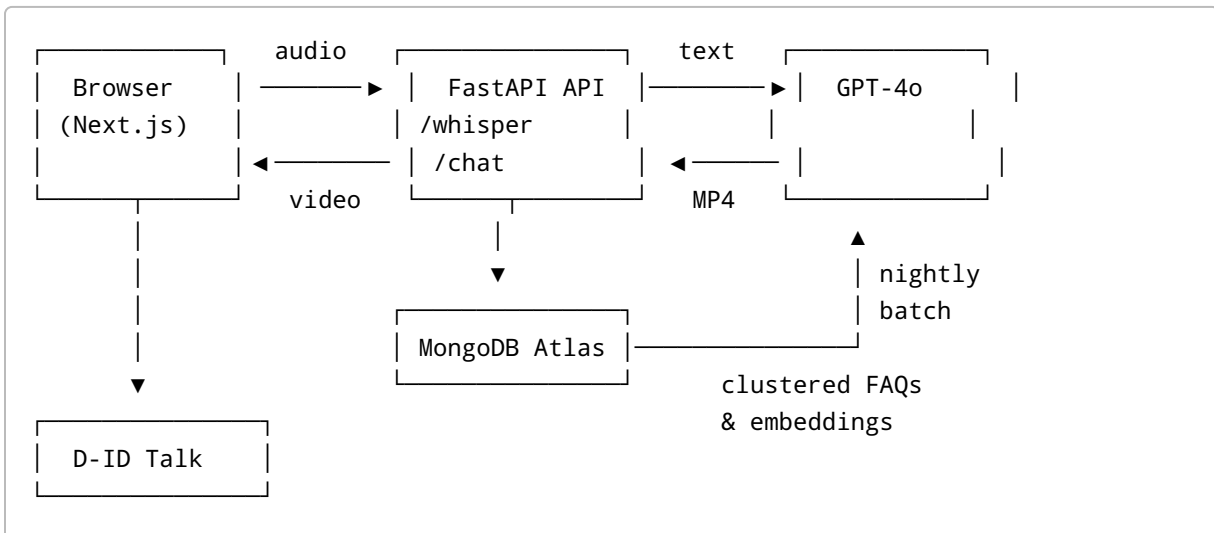 audio text
Browser FastAPI API GPT-4o
(Next.js) /whisper
/chat
video MP4
nightly
batch
MongoDB Atlas
clustered FAQs
& embeddings
D-ID Talk